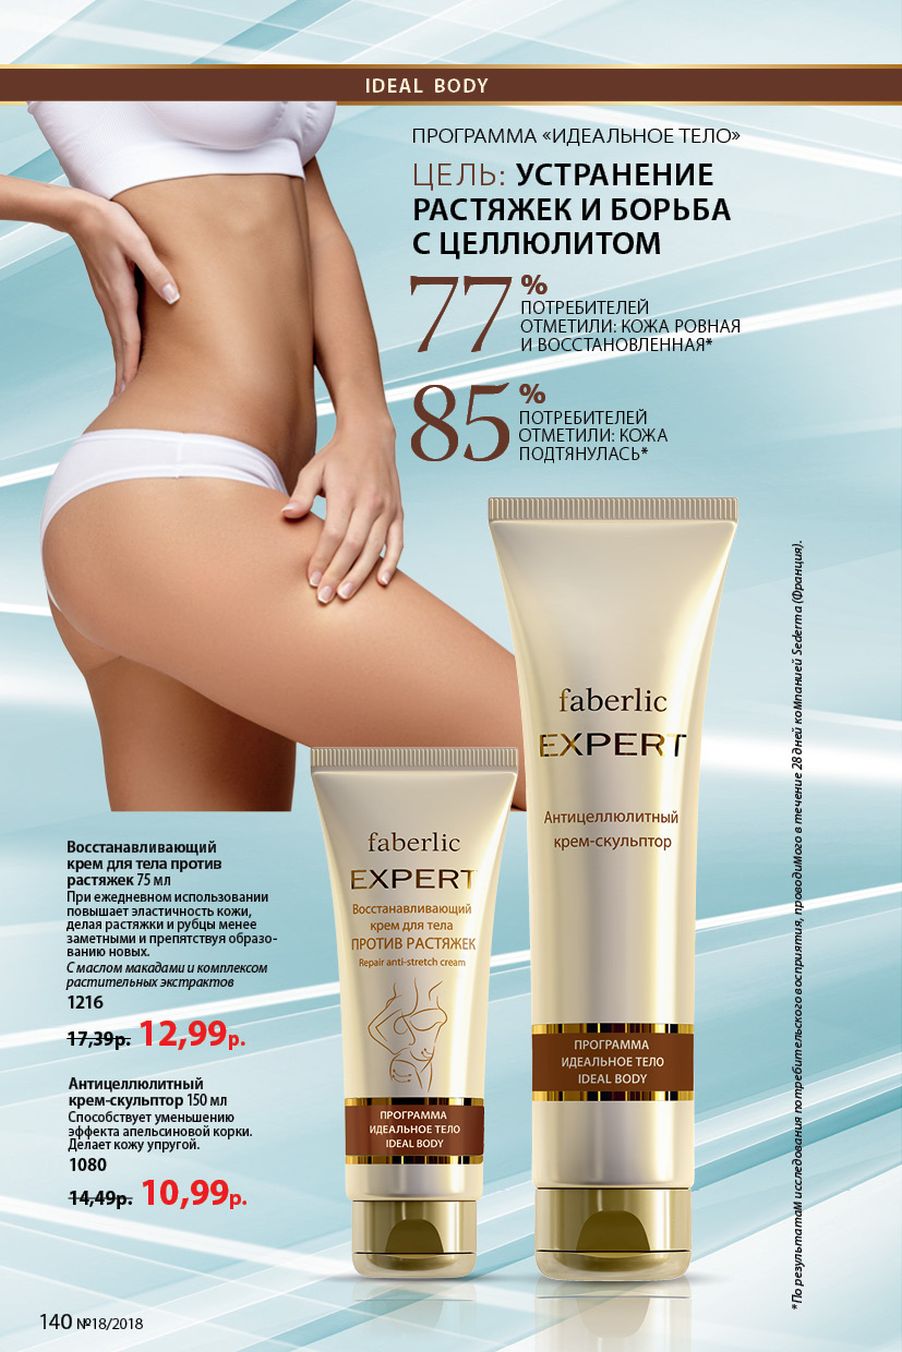 IDEAL BODY
ПРОГРАММА «ИДЕАЛЬНОЕ ТЕЛО»
ЦЕЛЬ: УСТРАНЕНИЕ
РАСТЯЖЕК И БОРЬБА
С ЦЕЛЛЮЛИТОМ
77%
ПОТРЕБИТЕЛЕЙ
ОТМЕТИЛИ: КОЖА РОВНАЯ
И ВОССТАНОВЛЕННАЯ*
85%
ПОТРЕБИТЕЛЕЙ
ОТМЕТИЛИ: КОЖА
ПОДТЯНУЛАСЬ*
faberlic
EXPERT
Антицеллюлитный
крем-скульптор
ПРОГРАММА
ИДЕАЛЬНОЕ ТЕЛО
IDEAL BODY
faberlic
EXPERT
Восстанавливающий
крем для тела
ПРОТИВ РАСТЯЖЕК
Repair anti-stretch cream
ПРОГРАММА
ИДЕАЛЬНОЕ ТЕЛО
IDEAL BODY
Восстанавливающий
крем для тела против
растяжек 75 мл
При ежедневном использовании
повышает эластичность кожи,
делая растяжки и рубцы менее
заметными и препятствуя образо-
ванию новых.
С маслом макадами и комплексом
растительных экстрактов
1216
17,39р. 12,99р.
Антицеллюлитный
крем-скульптор 150 мл
Способствует уменьшению
эффекта апельсиновой корки.
Делает кожу упругой.
1080
14,49р. 10,99р.
*По результатам исследования потребительского восприятия, проводимого в течение 28 дней компанией Sederma (Франция).
140 №18/2018